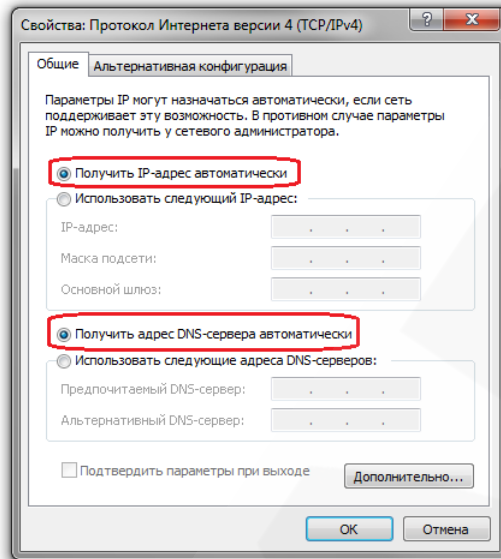 Свойства: Протокол Интернета версии 4 (TCP/IPv4)
Общие
Альтернативная конфигурация
Параметры IP могут назначаться автоматически, если сеть
поддерживает эту возможность. В противном случае параметры
IP можно получить у сетевого администратора.
Получить IP-адрес автоматически
Использовать следующий IP-адрес:
IP-адрес:
Маска подсети:
Основной шлюз:
Получить адрес DNS-сервера автоматически
Использовать следующие адреса DNS-серверов:
Предпочитаемый DNS-сервер:
Альтернативный DNS-сервер:
Подтвердить параметры при выходе
Дополнительно...
OK
Отмена